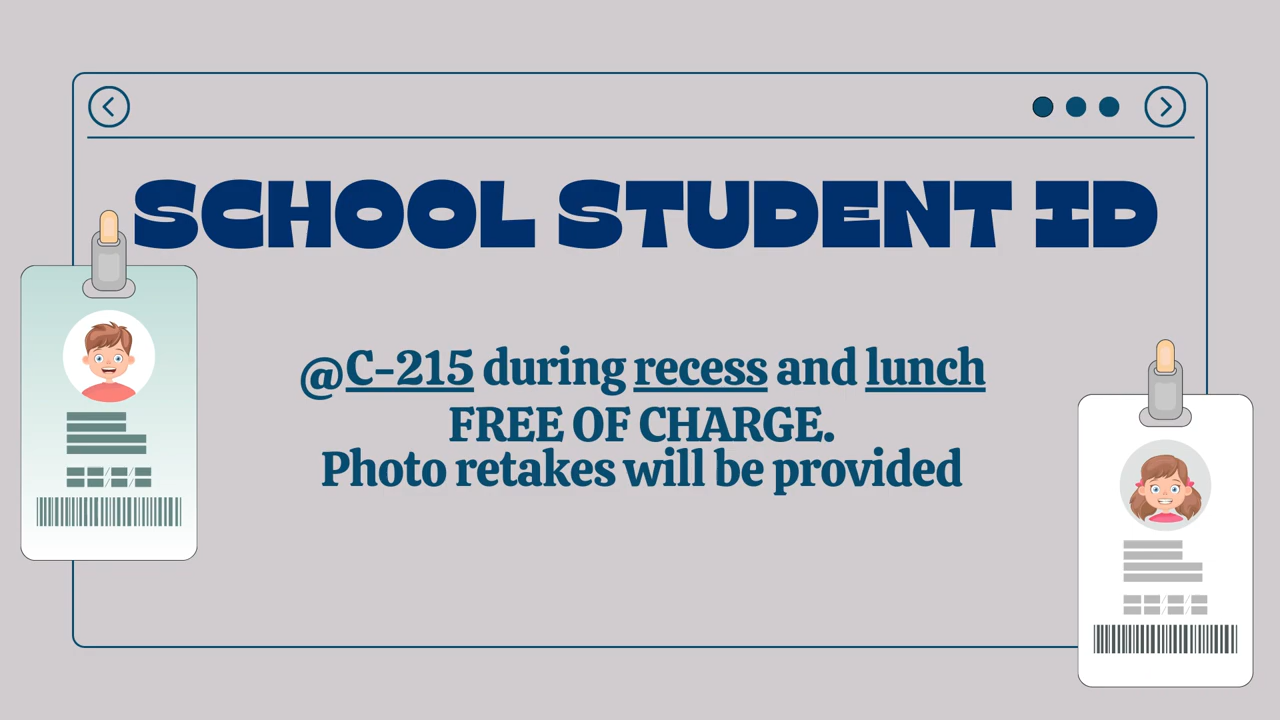 SCHOOL STUDENT ID
@C-215 during recess and lunch
FREE OF CHARGE.
Photo retakes will be provided